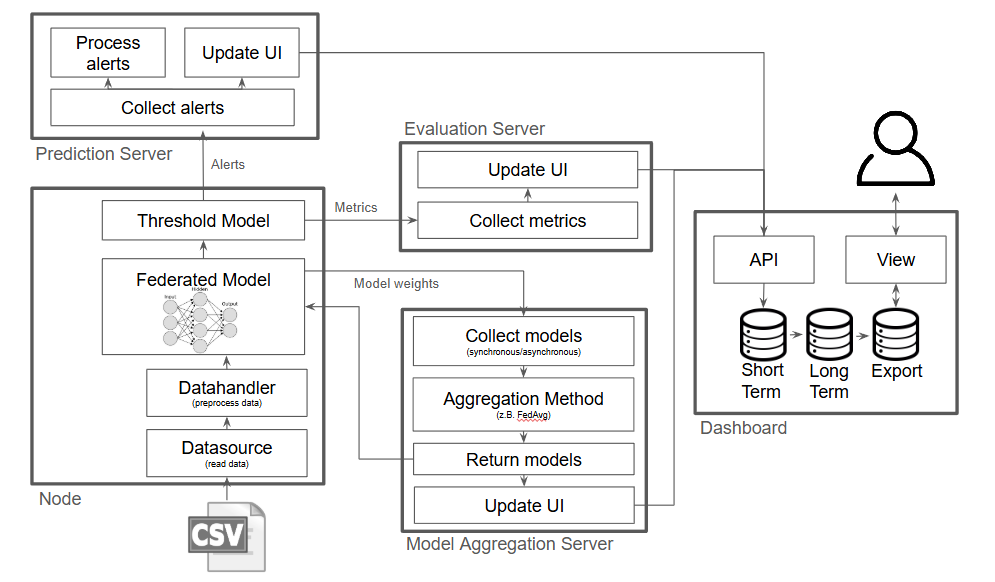 Process
alerts
Update UI
Collect alerts
Prediction Server
Alerts
Evaluation Server
Update UI
Collect metrics
Metrics
Threshold Model
Federated Model
Input
Hidden
Output
Model weights
Datahandler
(preprocess data)
Datasource
(read data)
Node
CSV
Collect models
(synchronous/asynchronous)
Aggregation Method
(z.B. FedAvg)
Return models
Update UI
Model Aggregation Server
API
View
Short
Term
Long
Term
Export
Dashboard